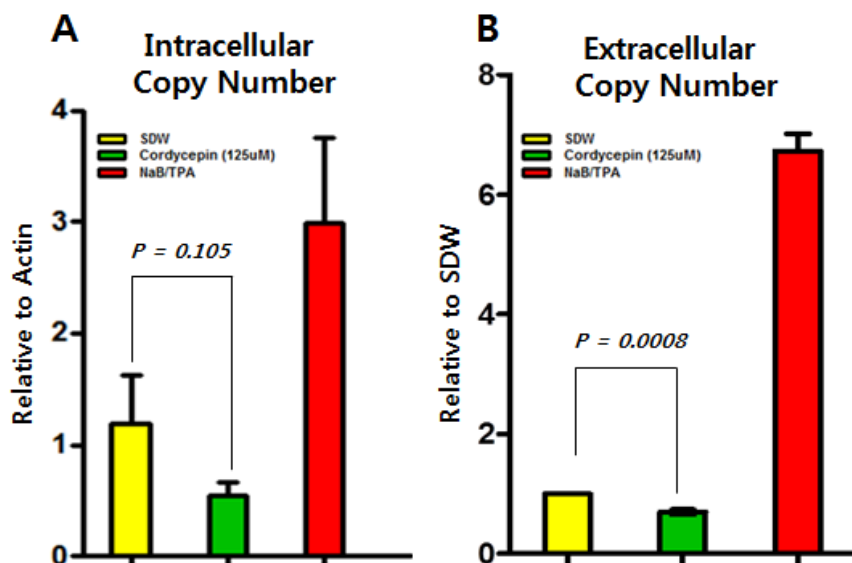 A
Intracellular
Copy Number
4
3
2
1
0
Relative to Actin
SDW
Cordycepin (125uM)
NaB/TPA
P = 0.105
B
Extracellular
Copy Number
8
6
4
2
0
Relative to SDW
SDW
Cordycepin (125uM)
NaB/TPA
P = 0.0008